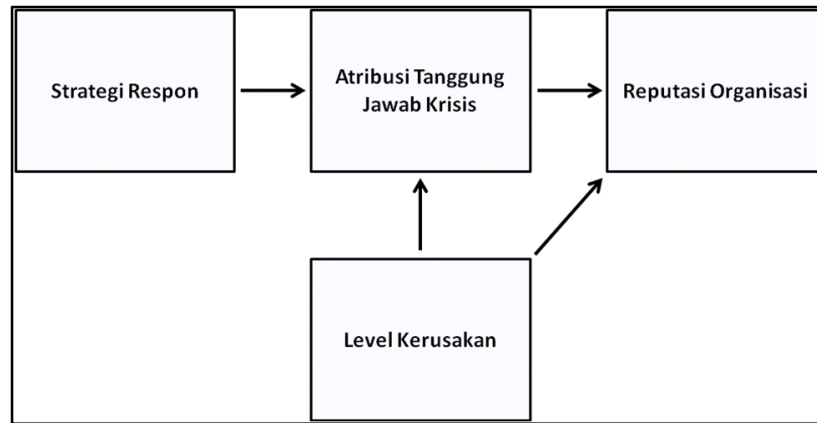 Strategi Respon
Atribusi Tanggung
Jawab Krisis
Reputasi Organisasi
Level Kerusakan